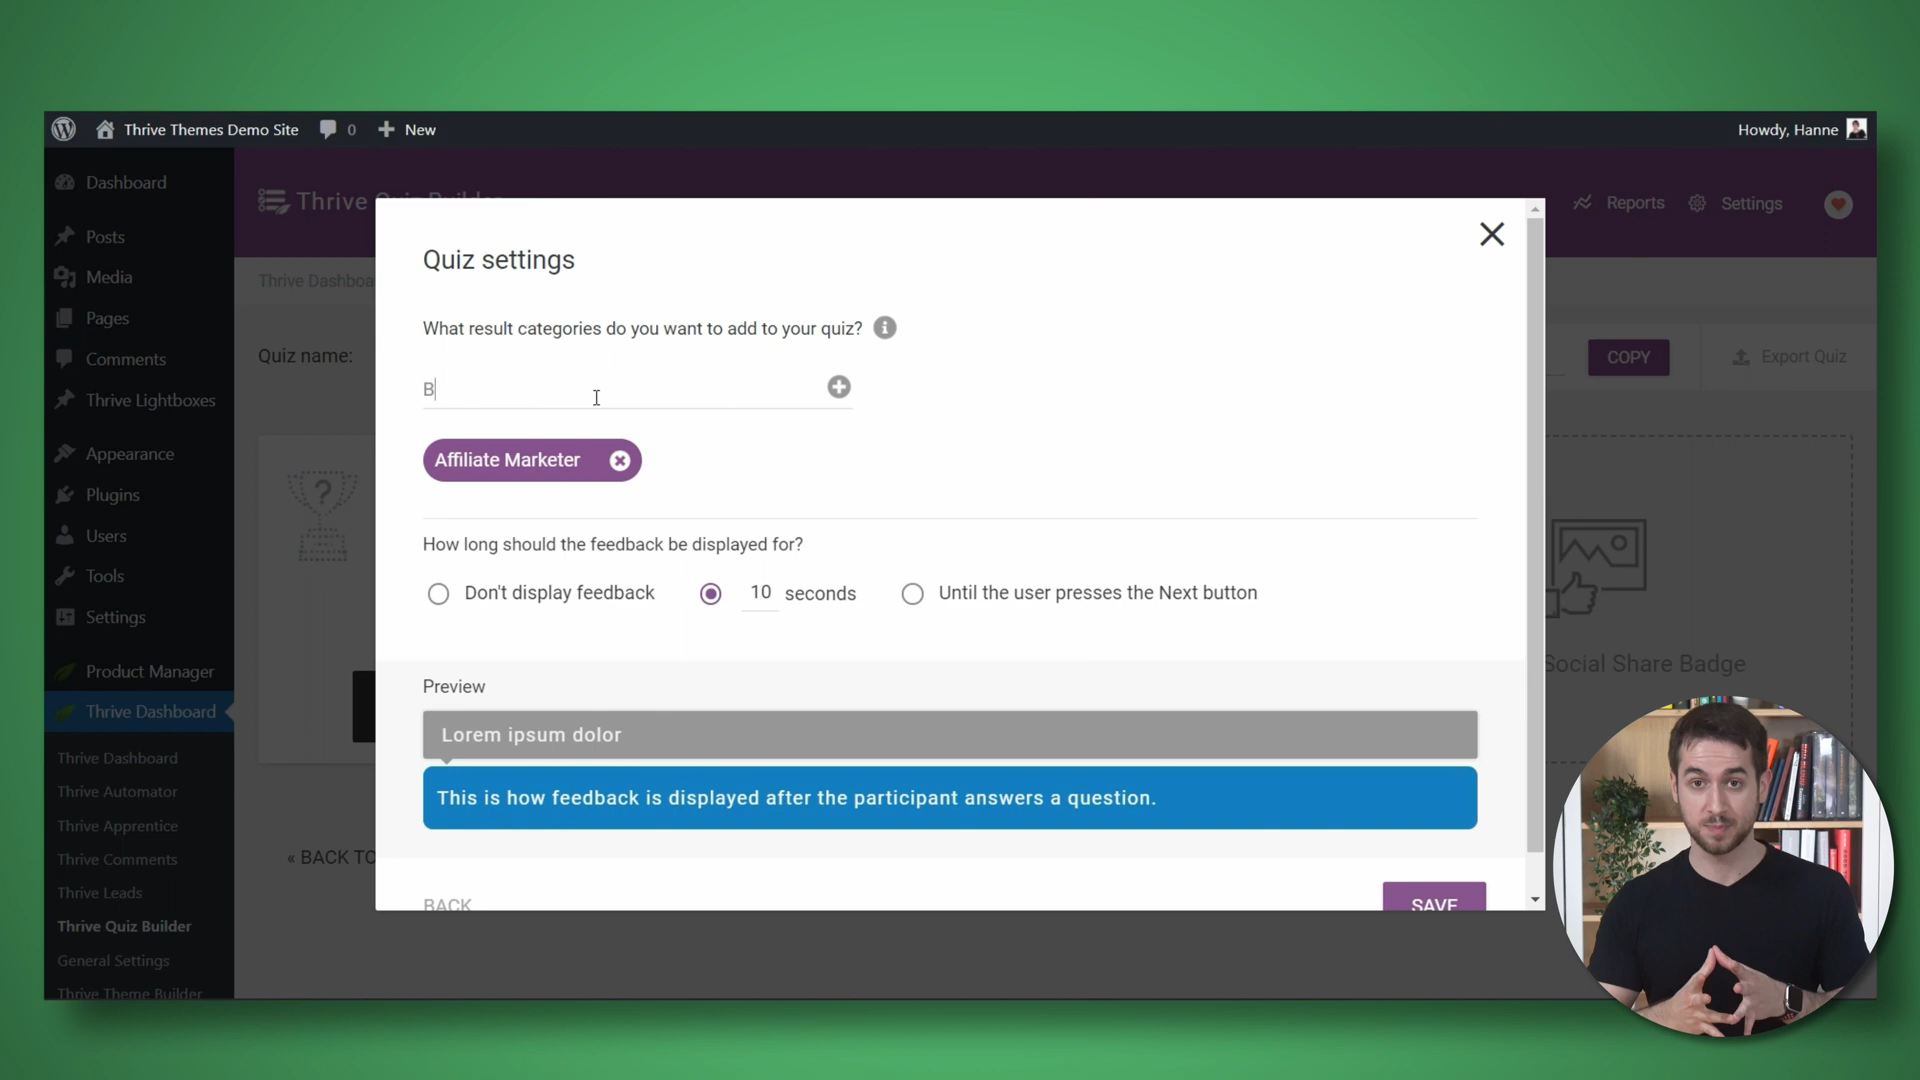 Thrive Themes Demo Site 0 New Howdy, Hanne
Dashboard
Posts
Media
Pages
Comments
Thrive Lightboxes
Appearance
Plugins
Users
Tools
Settings
Product Manager
Thrive Dashboard
Thrive Dashboard
Thrive Automator
Thrive Apprentice
Thrive Comments
Thrive Leads
Thrive Quiz Builder
General Settings
Thrive Theme Builder
Thrive Quiz Builder
Reports Settings
Thrive Dashboa
Quiz name:
COPY Export Quiz
Quiz settings
What result categories do you want to add to your quiz?
B
Affiliate Marketer
How long should the feedback be displayed for?
Don't display feedback 10 seconds Until the user presses the Next button
Preview
Lorem ipsum dolor
This is how feedback is displayed after the participant answers a question.
BACK SAVE
Social Share Badge
« BACK TO